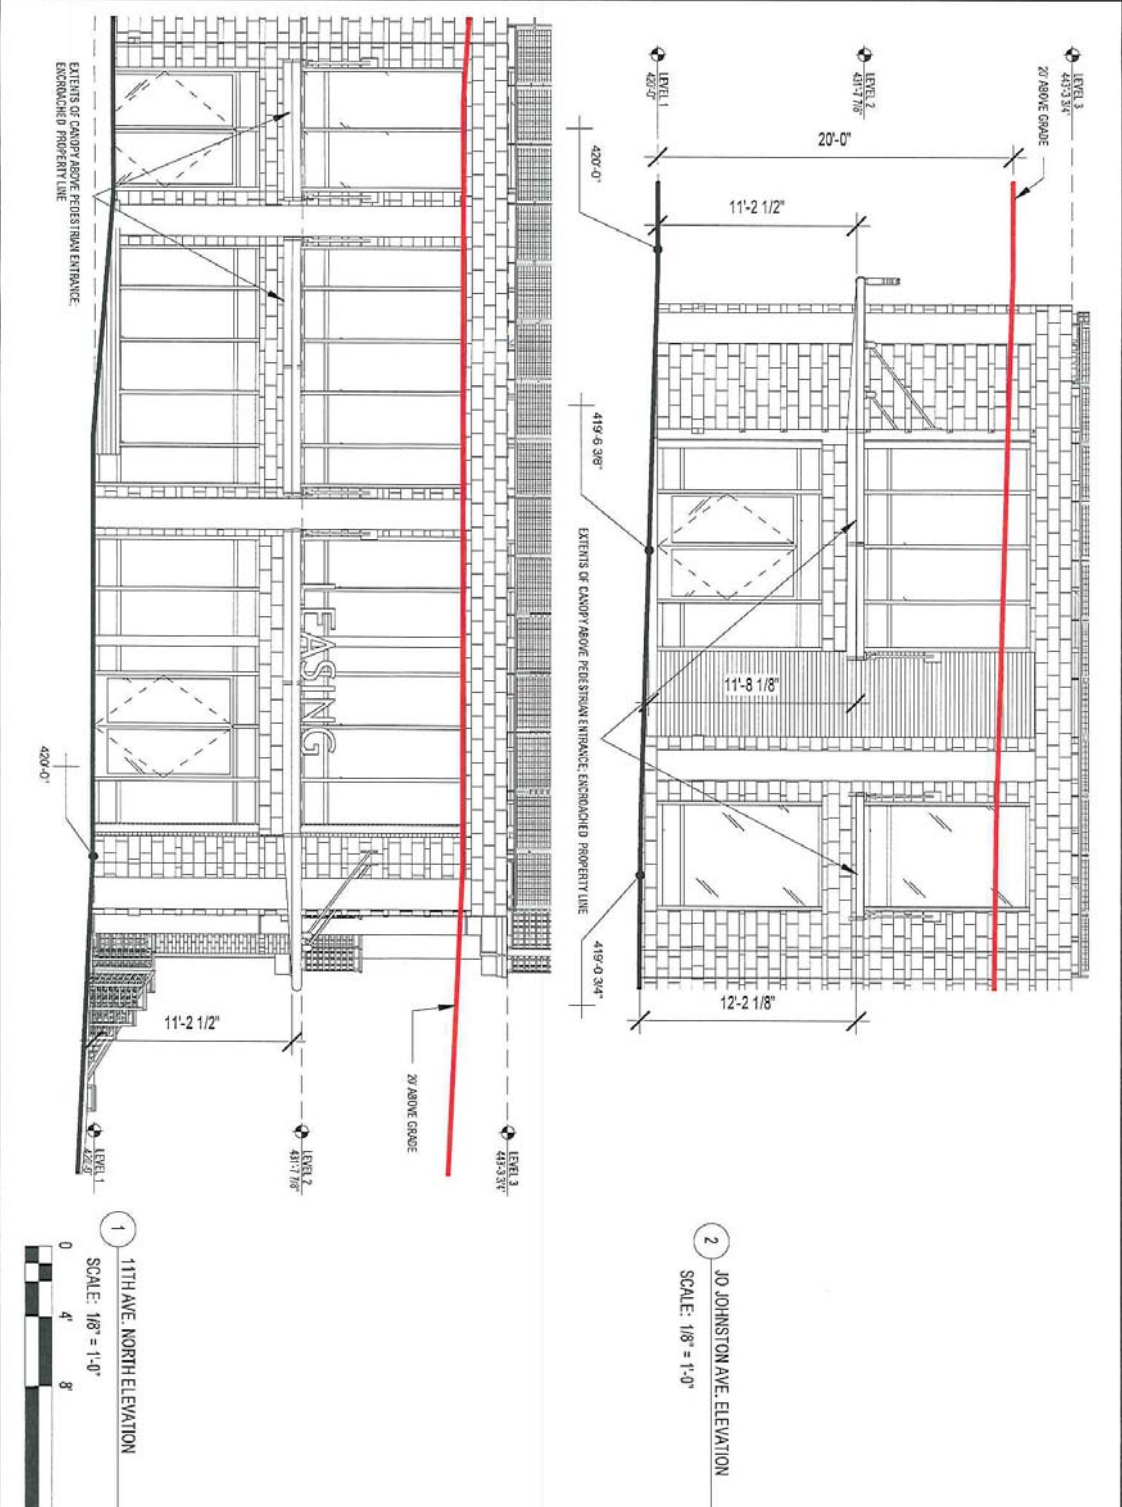 LEVEL 3
443'-3 3/4"
20' ABOVE GRADE
LEVEL 2
431'-7 7/8"
LEVEL 1
420'-0"
20'-0"
11'-2 1/2"
420'-0"
419'-6 3/8"
11'-8 1/8"
EXTENTS OF CANOPY ABOVE PEDESTRIAN ENTRANCE; ENCROACHED PROPERTY LINE
419'-0 3/4"
12'-2 1/8"
2
JO JOHNSTON AVE. ELEVATION
SCALE: 1/8" = 1'-0"
EXTENTS OF CANOPY ABOVE PEDESTRIAN ENTRANCE;
ENCROACHED PROPERTY LINE
LEASING
420'-0"
11'-2 1/2"
20' ABOVE GRADE
LEVEL 3
443'-3 3/4"
LEVEL 2
431'-7 7/8"
LEVEL 1
420'-0"
1
11TH AVE. NORTH ELEVATION
SCALE: 1/8" = 1'-0"
0 4' 8'